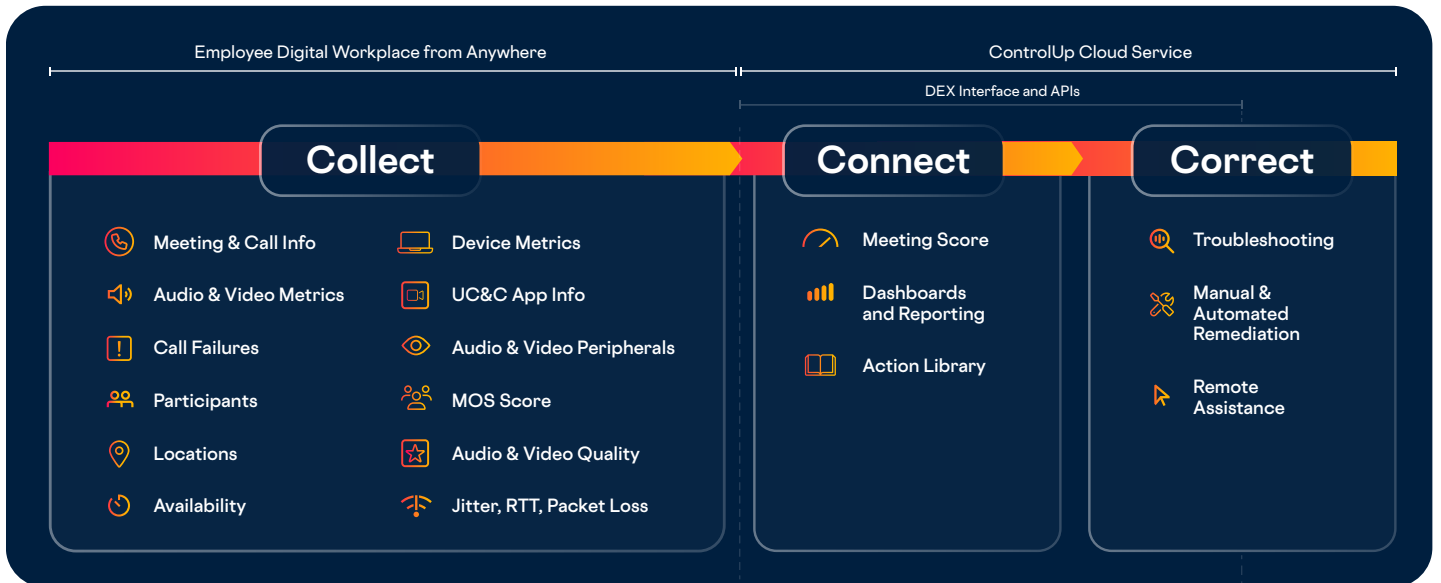 Employee Digital Workplace from Anywhere
ControlUp Cloud Service
DEX Interface and APIs
Collect
Connect
Correct
Meeting & Call Info
Audio & Video Metrics
Call Failures
Participants
Locations
Availability
Device Metrics
UC&C App Info
Audio & Video Peripherals
MOS Score
Audio & Video Quality
Jitter, RTT, Packet Loss
Meeting Score
Dashboards
and Reporting
Action Library
Troubleshooting
Manual &
Automated
Remediation
Remote
Assistance